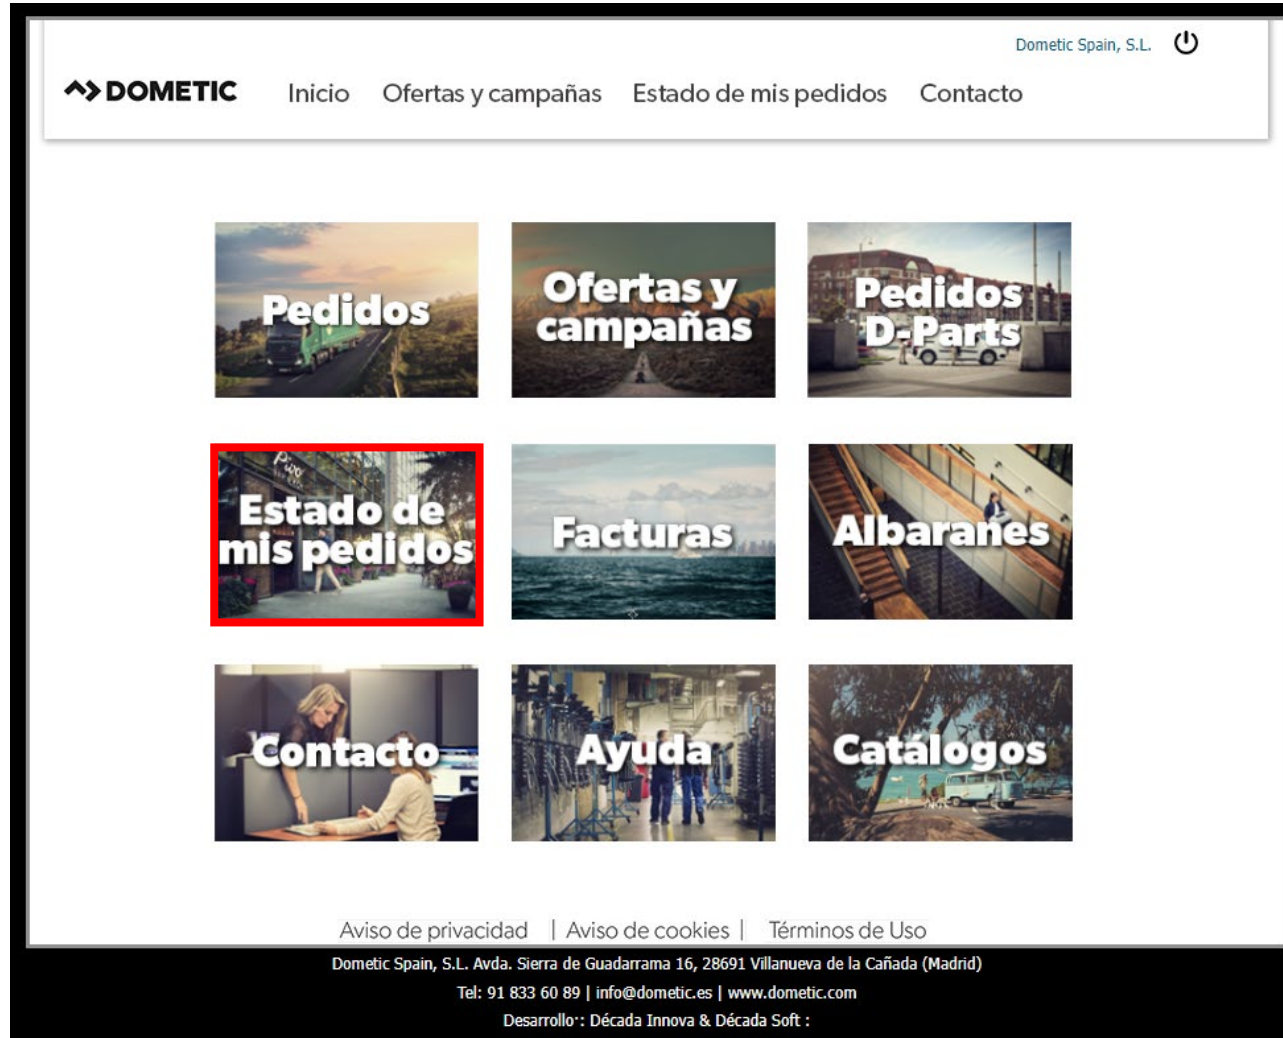 Dometic Spain, S.L.
DOMETIC Inicio Ofertas y campañas Estado de mis pedidos Contacto
Pedidos
Ofertas y
campañas
Pedidos
D-Parts
Pivo
Estado de
mis pedidos
Facturas
Albaranes
Contacto
Ayuda
Catálogos
Aviso de privacidad | Aviso de cookies | Términos de Uso
Dometic Spain, S.L. Avda. Sierra de Guadarrama 16, 28691 Villanueva de la Cañada (Madrid)
Tel: 91 833 60 89 | info@dometic.es | www.dometic.com
Desarrollo·: Década Innova & Década Soft :